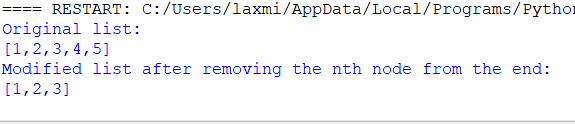 ==== RESTART: C:/Users/laxmi/AppData/Local/Programs/Python
Original list:
[1,2,3,4,5]
Modified list after removing the nth node from the end:
[1,2,3]